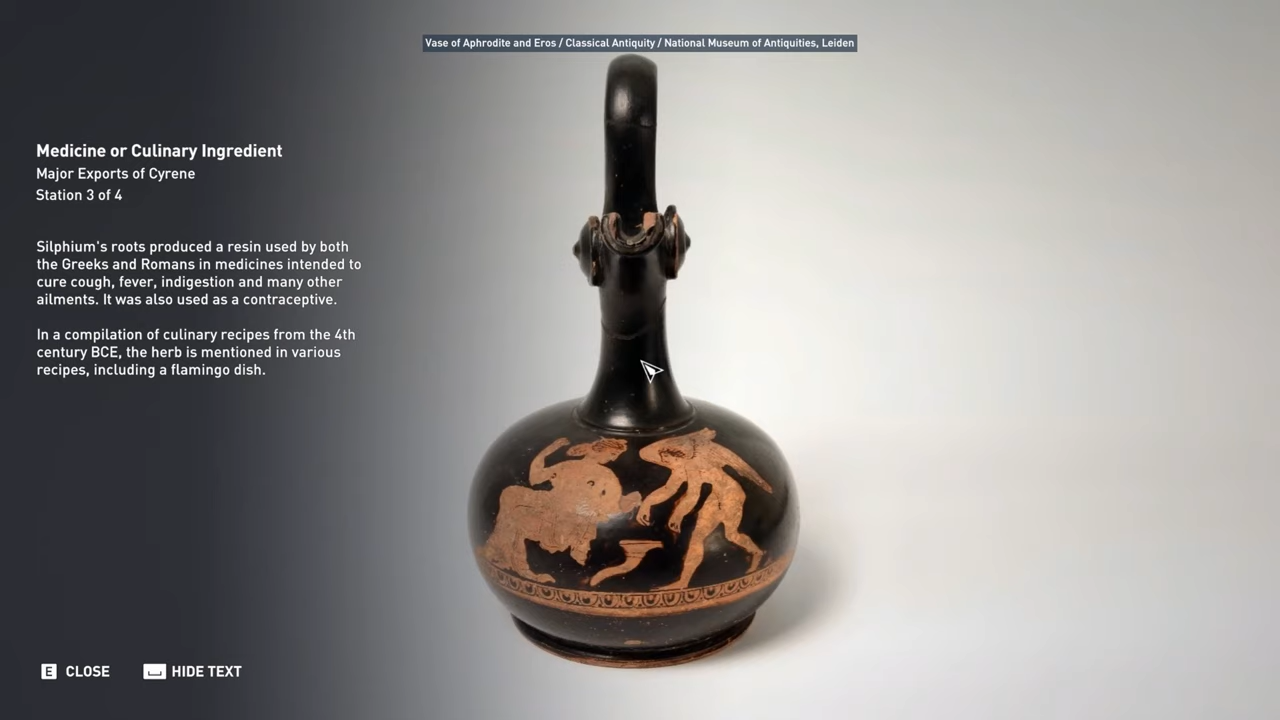 Vase of Aphrodite and Eros / Classical Antiquity / National Museum of Antiquities, Leiden
Medicine or Culinary Ingredient
Major Exports of Cyrene
Station 3 of 4
Silphium's roots produced a resin used by both
the Greeks and Romans in medicines intended to
cure cough, fever, indigestion and many other
ailments. It was also used as a contraceptive.
In a compilation of culinary recipes from the 4th
century BCE, the herb is mentioned in various
recipes, including a flamingo dish.
E CLOSE
HIDE TEXT